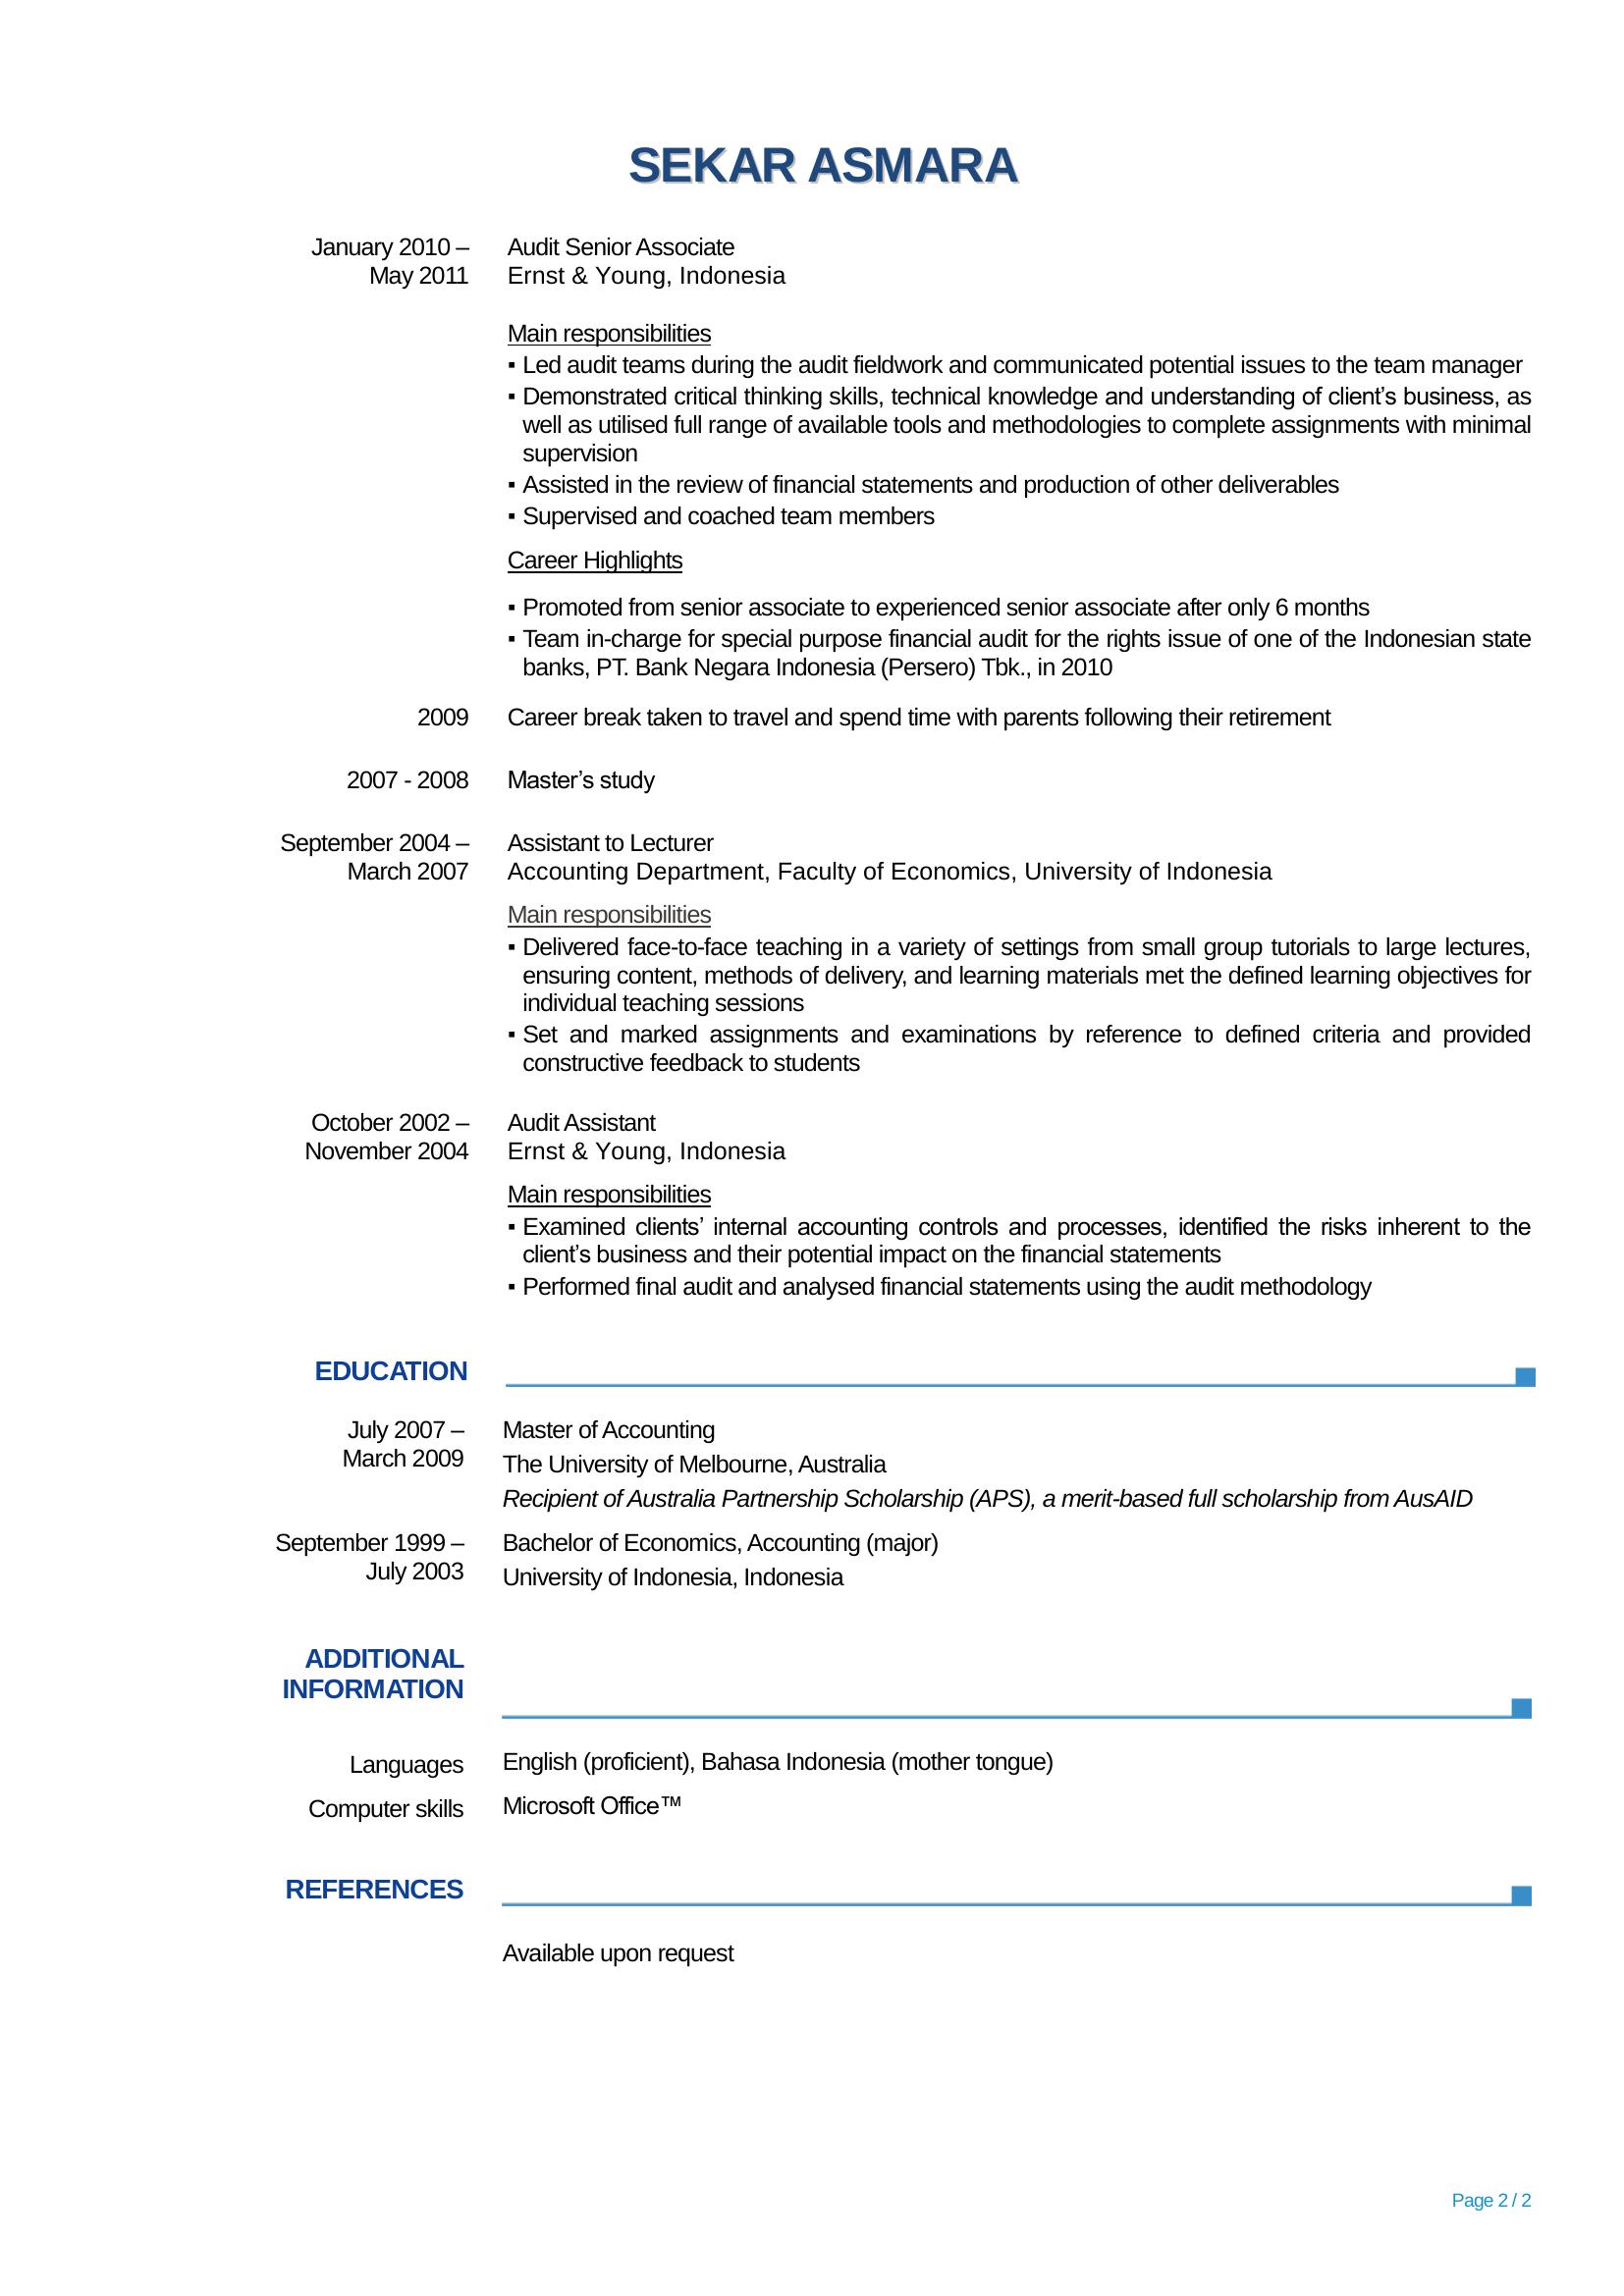 SEKAR ASMARA
January 2010 –
May 2011
Audit Senior Associate
Ernst & Young, Indonesia
Main responsibilities
▪ Led audit teams during the audit fieldwork and communicated potential issues to the team manager
▪ Demonstrated critical thinking skills, technical knowledge and understanding of client’s business, as
well as utilised full range of available tools and methodologies to complete assignments with minimal
supervision
▪ Assisted in the review of financial statements and production of other deliverables
▪ Supervised and coached team members
Career Highlights
▪ Promoted from senior associate to experienced senior associate after only 6 months
▪ Team in-charge for special purpose financial audit for the rights issue of one of the Indonesian state
banks, PT. Bank Negara Indonesia (Persero) Tbk., in 2010
2009
Career break taken to travel and spend time with parents following their retirement
2007 - 2008
Master’s study
September 2004 –
March 2007
Assistant to Lecturer
Accounting Department, Faculty of Economics, University of Indonesia
Main responsibilities
▪ Delivered face-to-face teaching in a variety of settings from small group tutorials to large lectures,
ensuring content, methods of delivery, and learning materials met the defined learning objectives for
individual teaching sessions
▪ Set and marked assignments and examinations by reference to defined criteria and provided
constructive feedback to students
October 2002 –
November 2004
Audit Assistant
Ernst & Young, Indonesia
Main responsibilities
▪ Examined clients’ internal accounting controls and processes, identified the risks inherent to the
client’s business and their potential impact on the financial statements
▪ Performed final audit and analysed financial statements using the audit methodology
EDUCATION
July 2007 –
March 2009
Master of Accounting
The University of Melbourne, Australia
Recipient of Australia Partnership Scholarship (APS), a merit-based full scholarship from AusAID
September 1999 –
July 2003
Bachelor of Economics, Accounting (major)
University of Indonesia, Indonesia
ADDITIONAL
INFORMATION
Languages
English (proficient), Bahasa Indonesia (mother tongue)
Computer skills
Microsoft Office™
REFERENCES
Available upon request
Page 2 / 2